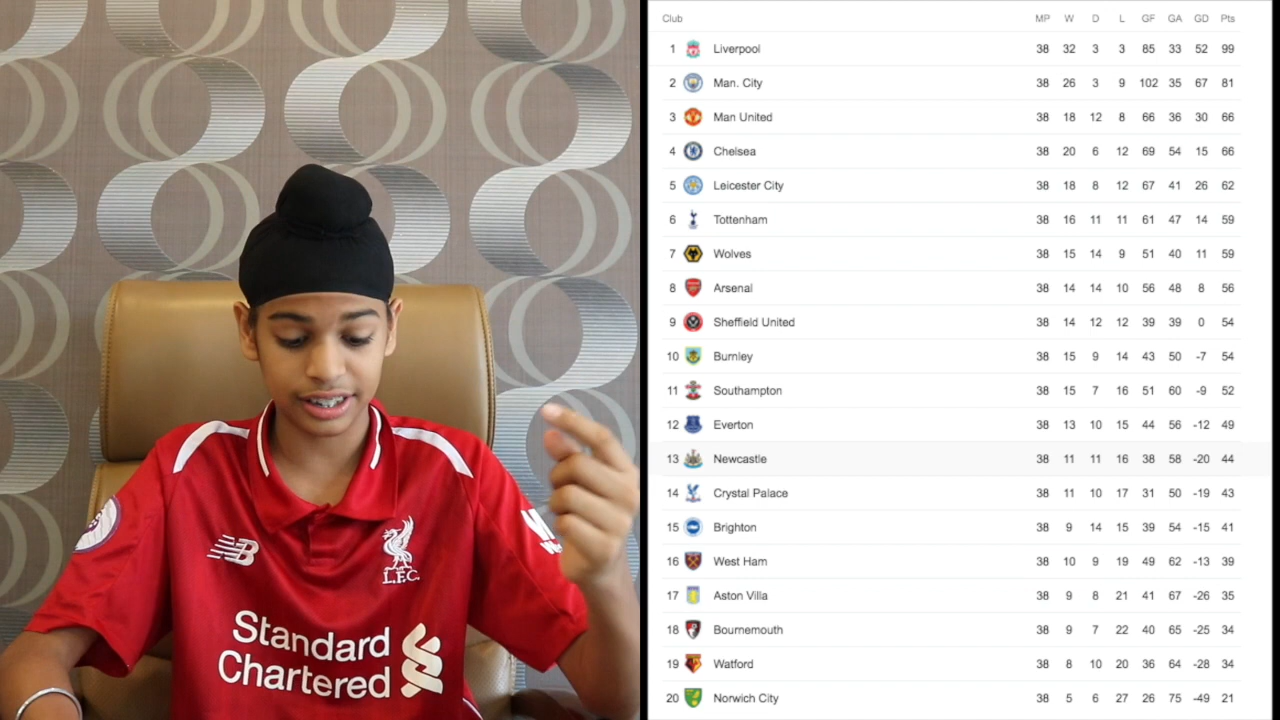 L.F.C.
Standard
Chartered
Club MP W D L GF GA GD Pts
1 Liverpool 38 32 3 3 85 33 52 99
2 Man. City 38 26 3 9 102 35 67 81
3 Man United 38 18 12 8 66 36 30 66
4 Chelsea 38 20 6 12 69 54 15 66
5 Leicester City 38 18 8 12 67 41 26 62
6 Tottenham 38 16 11 11 61 47 14 59
7 Wolves 38 15 14 9 51 40 11 59
8 Arsenal 38 14 14 10 56 48 8 56
9 Sheffield United 38 14 12 12 39 39 0 54
10 Burnley 38 15 9 14 43 50 -7 54
11 Southampton 38 15 7 16 51 60 -9 52
12 Everton 38 13 10 15 44 56 -12 49
13 Newcastle 38 11 11 16 38 58 -20 44
14 Crystal Palace 38 11 10 17 31 50 -19 43
15 Brighton 38 9 14 15 39 54 -15 41
16 West Ham 38 10 9 19 49 62 -13 39
17 Aston Villa 38 9 8 21 41 67 -26 35
18 Bournemouth 38 9 7 22 40 65 -25 34
19 Watford 38 8 10 20 36 64 -28 34
20 Norwich City 38 5 6 27 26 75 -49 21